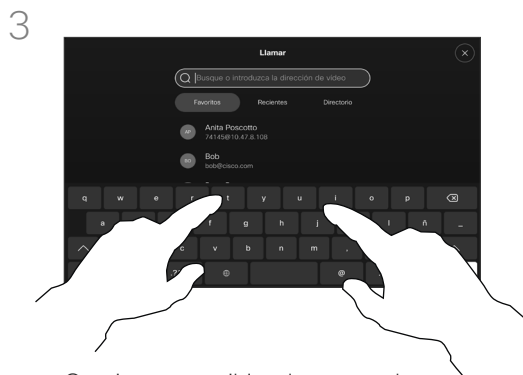 3
Llamar
Busque o introduzca la dirección de vídeo
Favoritos Recientes Directorio
AP Anita Poscotto
74145@10.47.8.108
BO Bob
bob@cisco.com
q w e r t y u i o p
a f g h j l ñ _
c v b n m ,
@